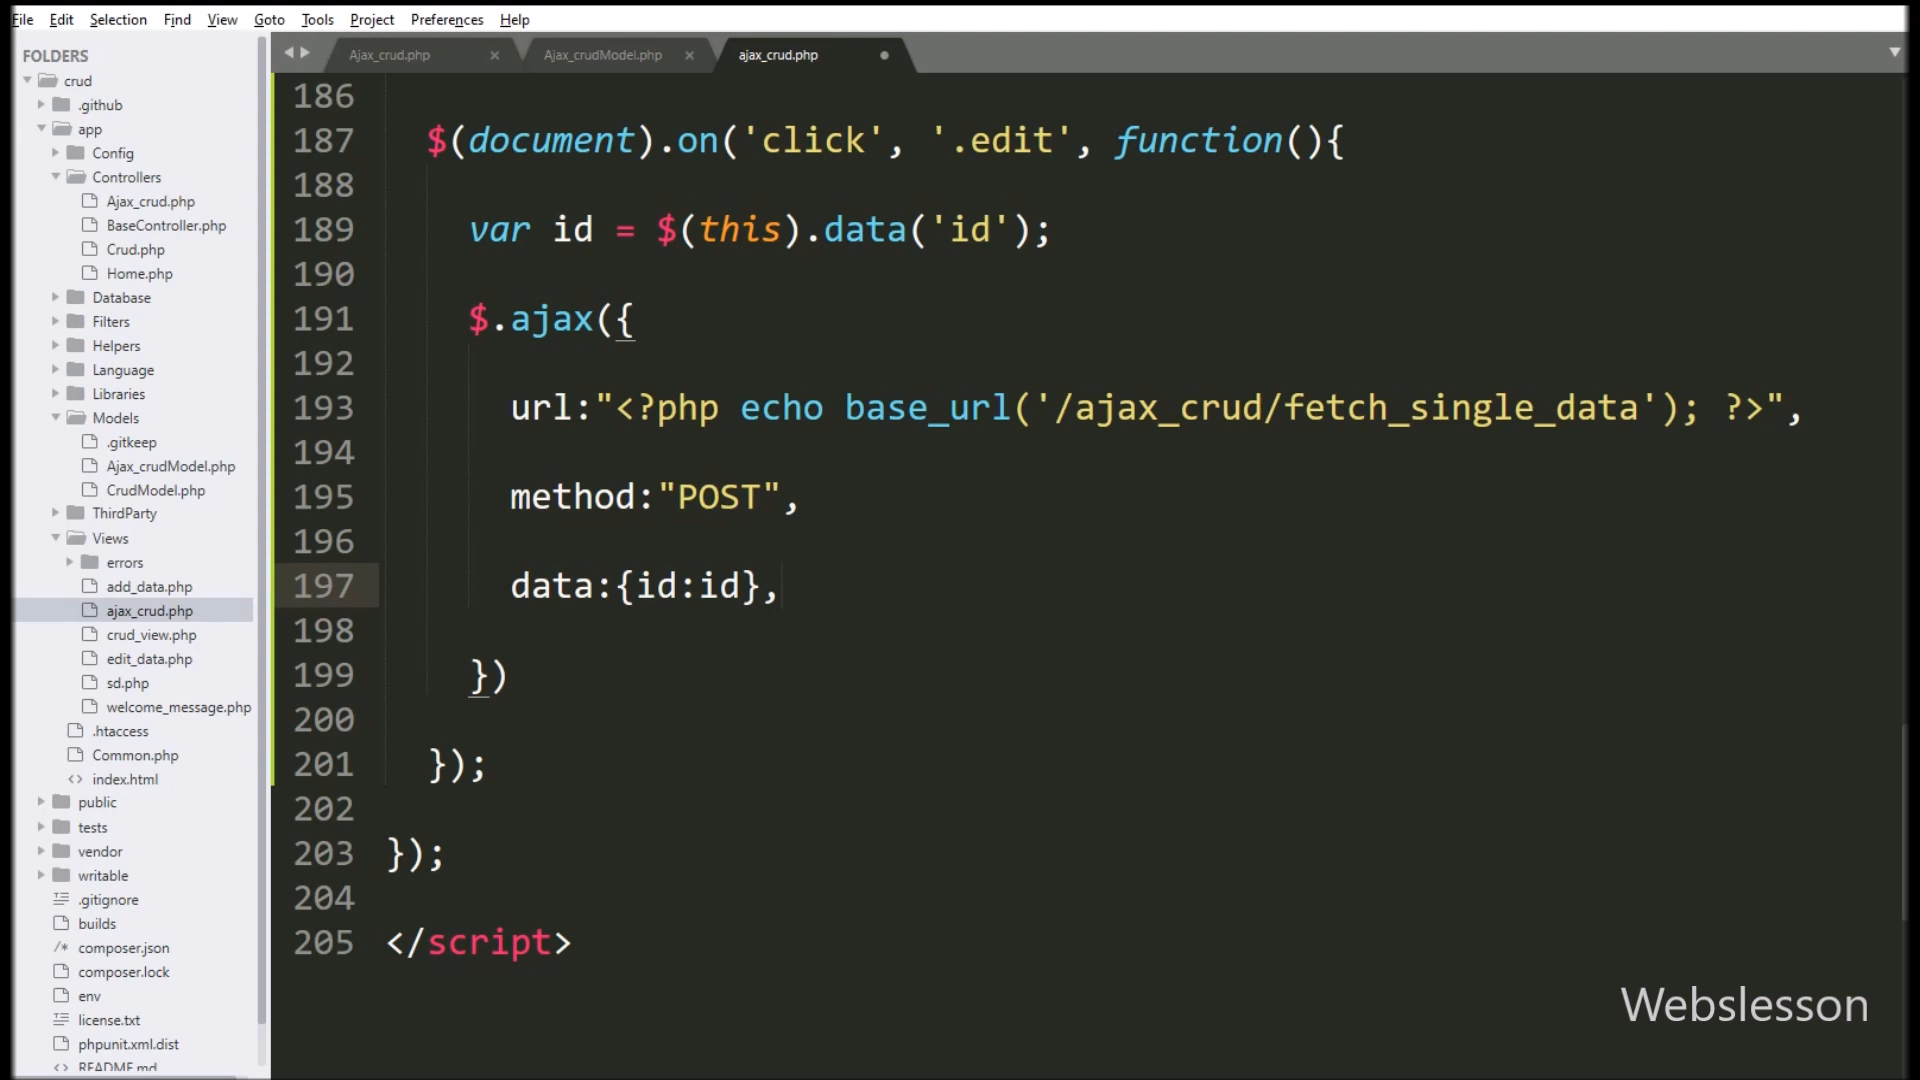 File Edit Selection Find View Goto Tools Project Preferences Help
FOLDERS
crud
.github
app
Config
Controllers
Ajax_crud.php
BaseController.php
Crud.php
Home.php
Database
Filters
Helpers
Language
Libraries
Models
.gitkeep
Ajax_crudModel.php
CrudModel.php
ThirdParty
Views
errors
add_data.php
ajax_crud.php
crud_view.php
edit_data.php
sd.php
welcome_message.php
.htaccess
Common.php
<> index.html
public
tests
vendor
writable
.gitignore
builds
/* composer.json
composer.lock
env
license.txt
phpunit.xml.dist
<> README.md
Ajax_crud.php × Ajax_crudModel.php × ajax_crud.php
186
187 $(document).on('click', '.edit', function(){
188
189 var id = $(this).data('id');
190
191 $.ajax({
192
193 url:"<?php echo base_url('/ajax_crud/fetch_single_data'); ?>",
194
195 method:"POST",
196
197 data:{id:id},
198
199 })
200
201 });
202
203 });
204
205 </script>
Webslesson